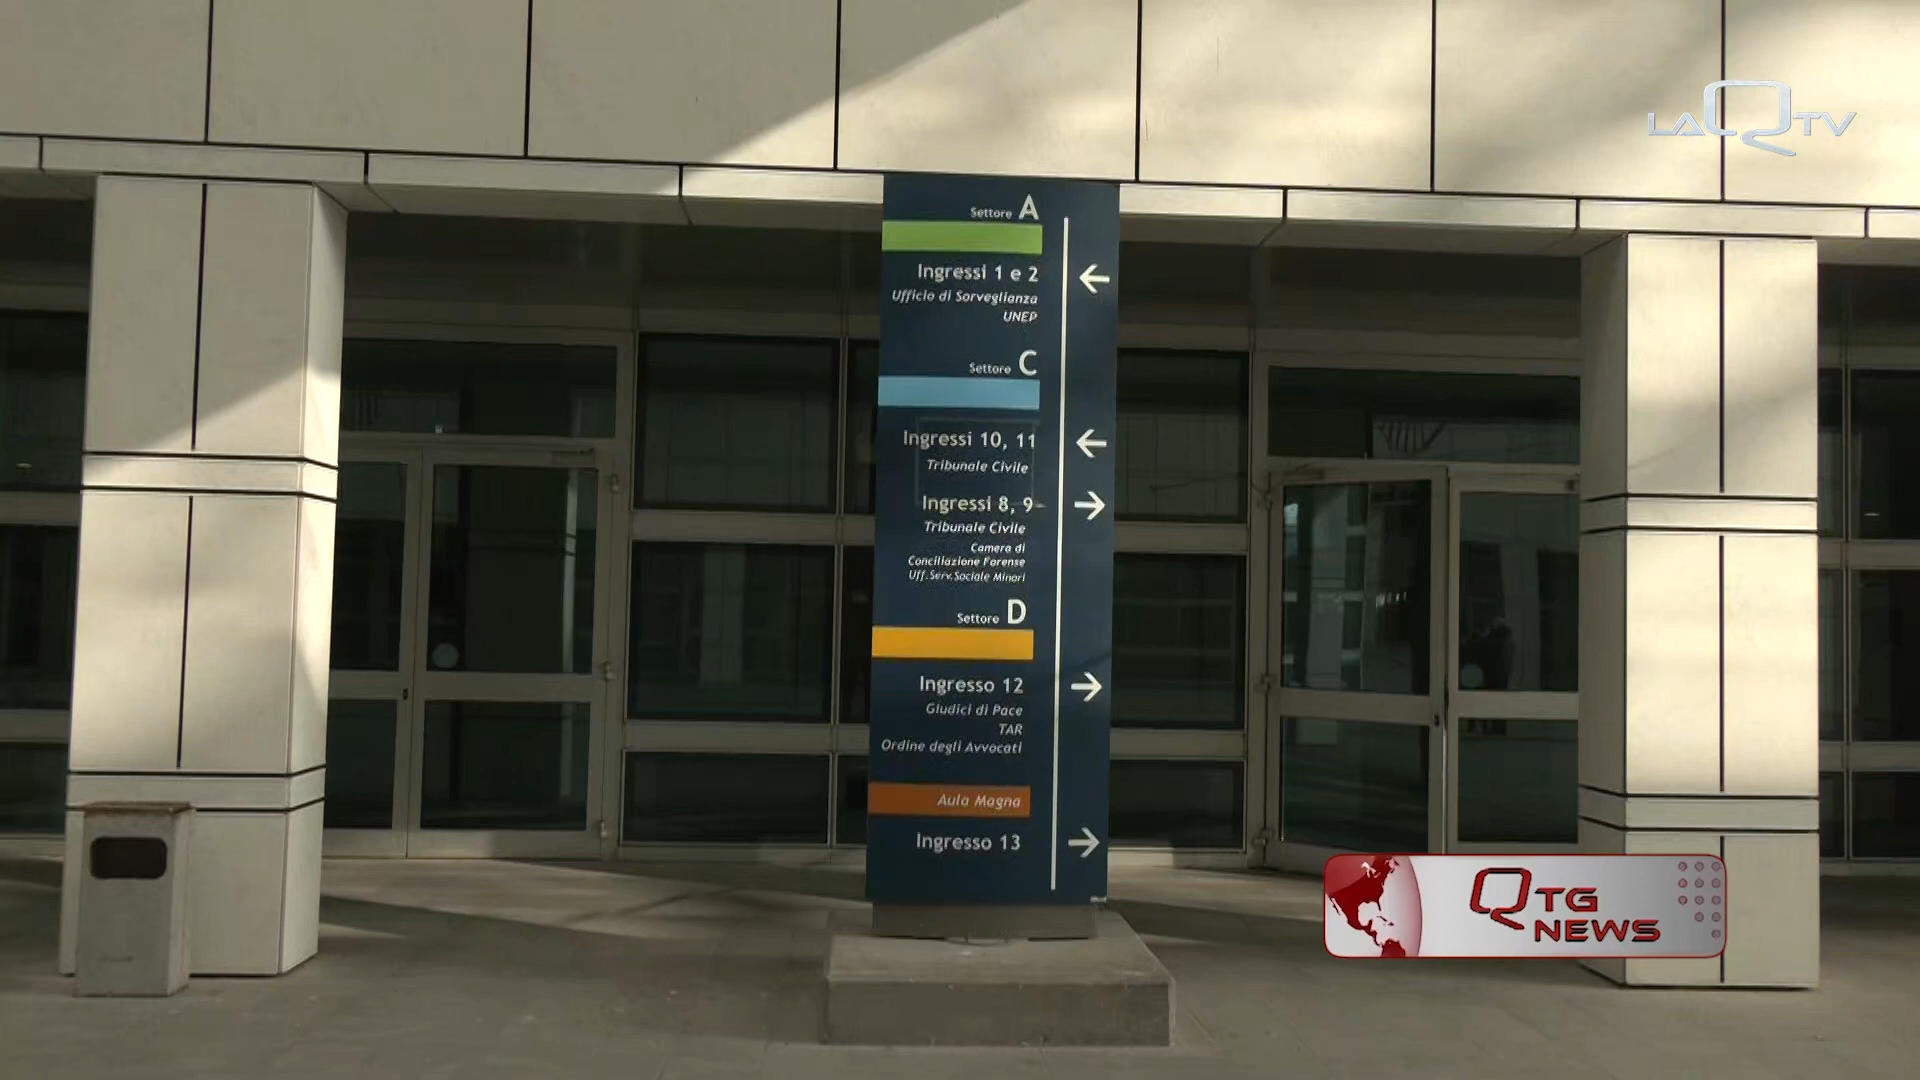 LAQTV
Settore A
Ingressi 1 e 2
Ufficio di Sorveglianza
UNEP
Settore C
Ingressi 10, 11
Tribunale Civile
Ingressi 8, 9
Tribunale Civile
Camera di
Conciliazione Forense
Uff. Serv. Sociale Minori
Settore D
Ingresso 12
Giudici di Pace
TAR
Ordine degli Avvocati
Aula Magna
Ingresso 13
QTG
NEWS